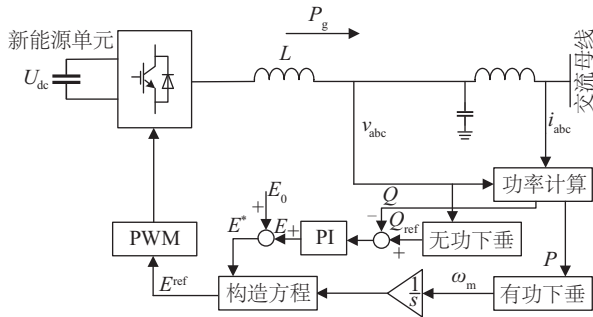 P_g
新能源单元
L
U_dc
交流母线
v_abc
i_abc
功率计算
Q
E_0
+
E*
E
+
PI
−
Q_ref
+
无功下垂
PWM
P
E^ref
构造方程
1/s
ω_m
有功下垂